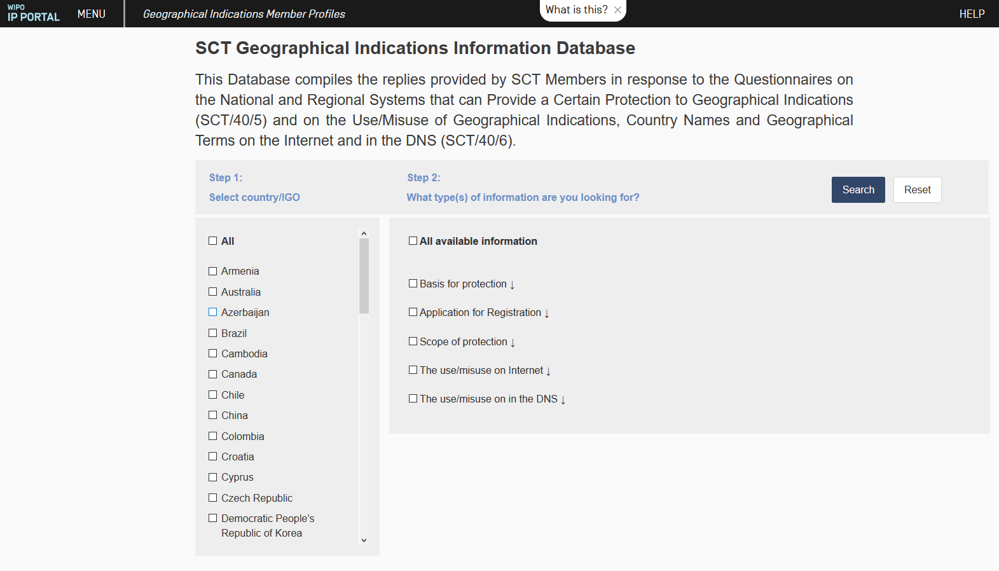 WIPO
IP PORTAL
MENU
Geographical Indications Member Profiles
What is this? ×
HELP
SCT Geographical Indications Information Database
This Database compiles the replies provided by SCT Members in response to the Questionnaires on
the National and Regional Systems that can Provide a Certain Protection to Geographical Indications
(SCT/40/5) and on the Use/Misuse of Geographical Indications, Country Names and Geographical
Terms on the Internet and in the DNS (SCT/40/6).
Step 1:
Select country/IGO
Step 2:
What type(s) of information are you looking for?
Search
Reset
All
Armenia
Australia
Azerbaijan
Brazil
Cambodia
Canada
Chile
China
Colombia
Croatia
Cyprus
Czech Republic
Democratic People’s
Republic of Korea
All available information
Basis for protection ↓
Application for Registration ↓
Scope of protection ↓
The use/misuse on Internet ↓
The use/misuse on in the DNS ↓